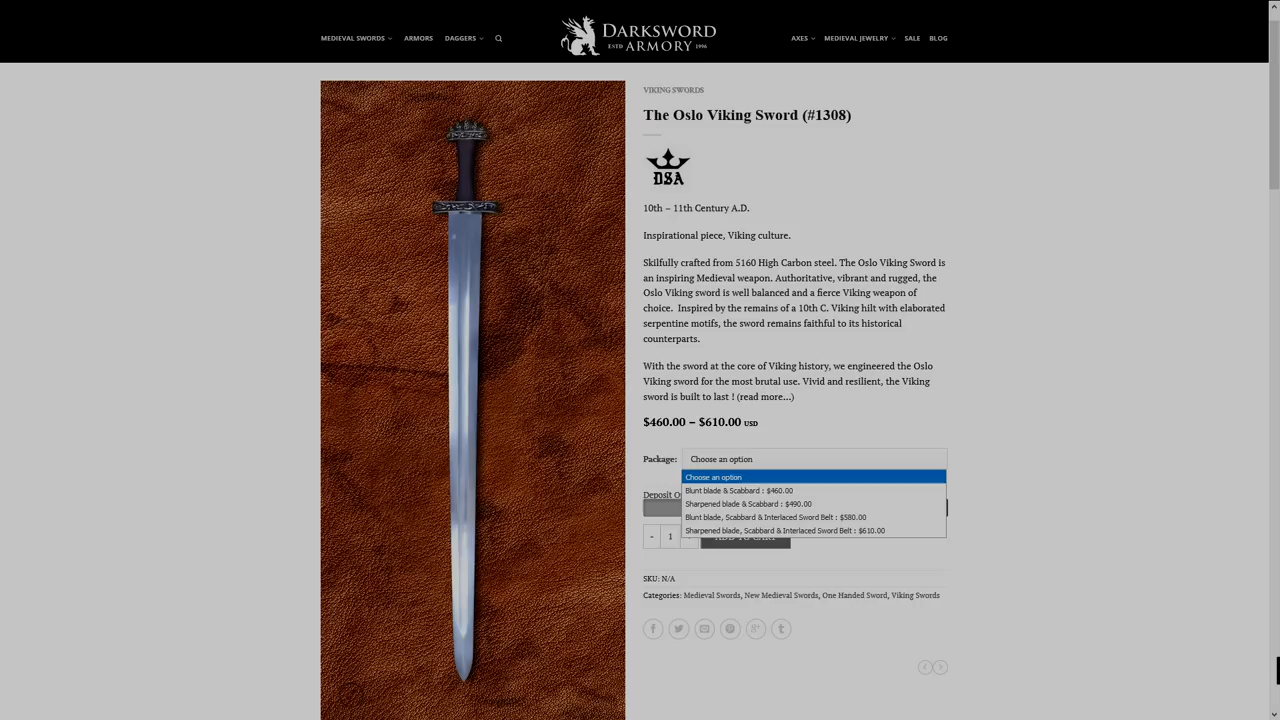 MEDIEVAL SWORDS
ARMORS
DAGGERS
DARKSWORD
ARMORY
ESTD
1996
AXES
MEDIEVAL JEWELRY
SALE
BLOG
VIKING SWORDS
The Oslo Viking Sword (#1308)
DSA
10th – 11th Century A.D.
Inspirational piece, Viking culture.
Skilfully crafted from 5160 High Carbon steel. The Oslo Viking Sword is
an inspiring Medieval weapon. Authoritative, vibrant and rugged, the
Oslo Viking sword is well balanced and a fierce Viking weapon of
choice.  Inspired by the remains of a 10th C. Viking hilt with elaborated
serpentine motifs, the sword remains faithful to its historical
counterparts.
With the sword at the core of Viking history, we engineered the Oslo
Viking sword for the most brutal use. Vivid and resilient, the Viking
sword is built to last ! (read more...)
$460.00 – $610.00 USD
Package: Choose an option
Choose an option
Blunt blade & Scabbard : $460.00
Deposit
Sharpened blade & Scabbard : $490.00
Blunt blade, Scabbard & Interlaced Sword Belt : $580.00
Sharpened blade, Scabbard & Interlaced Sword Belt : $610.00
- 1 ADD TO CART
SKU: N/A
Categories: Medieval Swords, New Medieval Swords, One Handed Sword, Viking Swords